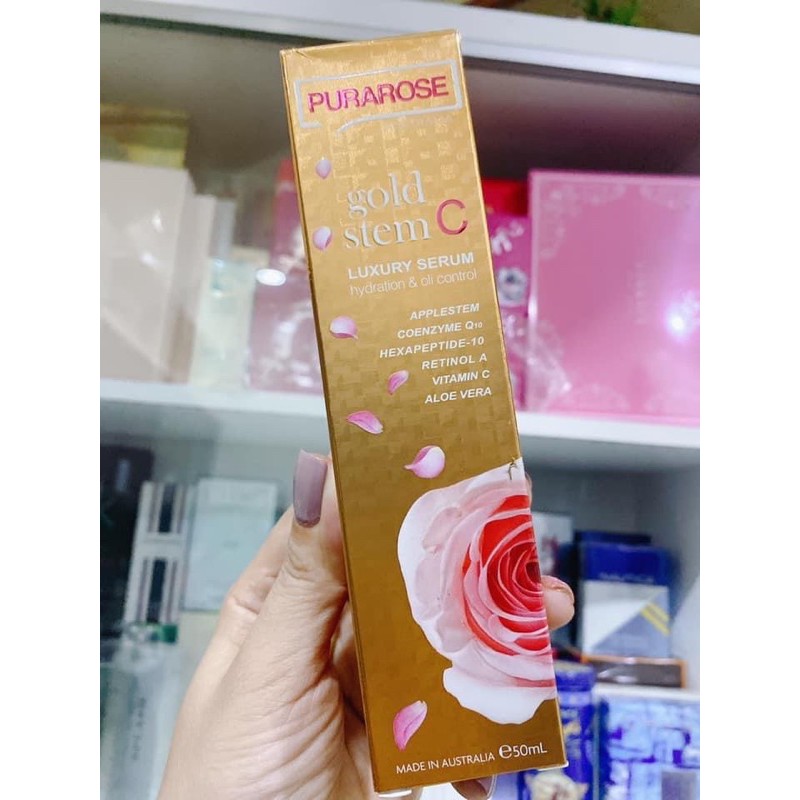 PURAROSE
gold
stem C
LUXURY SERUM
hydration & oli control
APPLESTEM
COENZYME Q10
HEXAPEPTIDE-10
RETINOL A
VITAMIN C
ALOE VERA
MADE IN AUSTRALIA ℮50mL